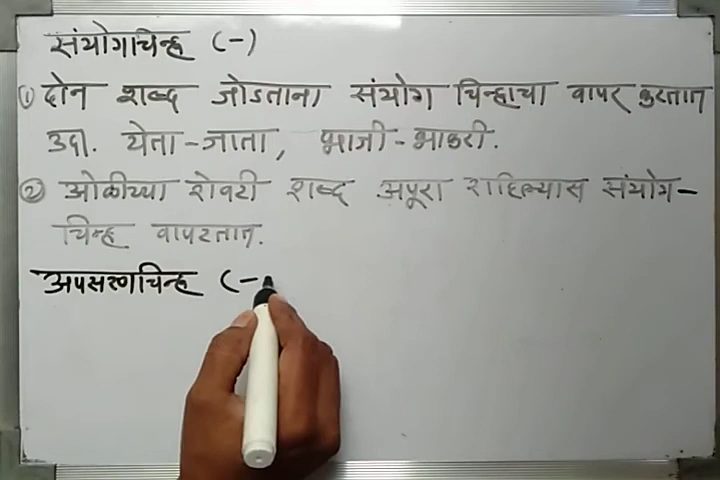 संयोगचिन्ह (-)
① दोन शब्द जोडताना संयोग चिन्हाचा वापर करतात
उदा. येता-जाता, भाजी-भाकरी.
② ओळीच्या शेवटी शब्द अपूरा राहिल्यास संयोग-
चिन्ह वापरतात.
अपसरणचिन्ह (-